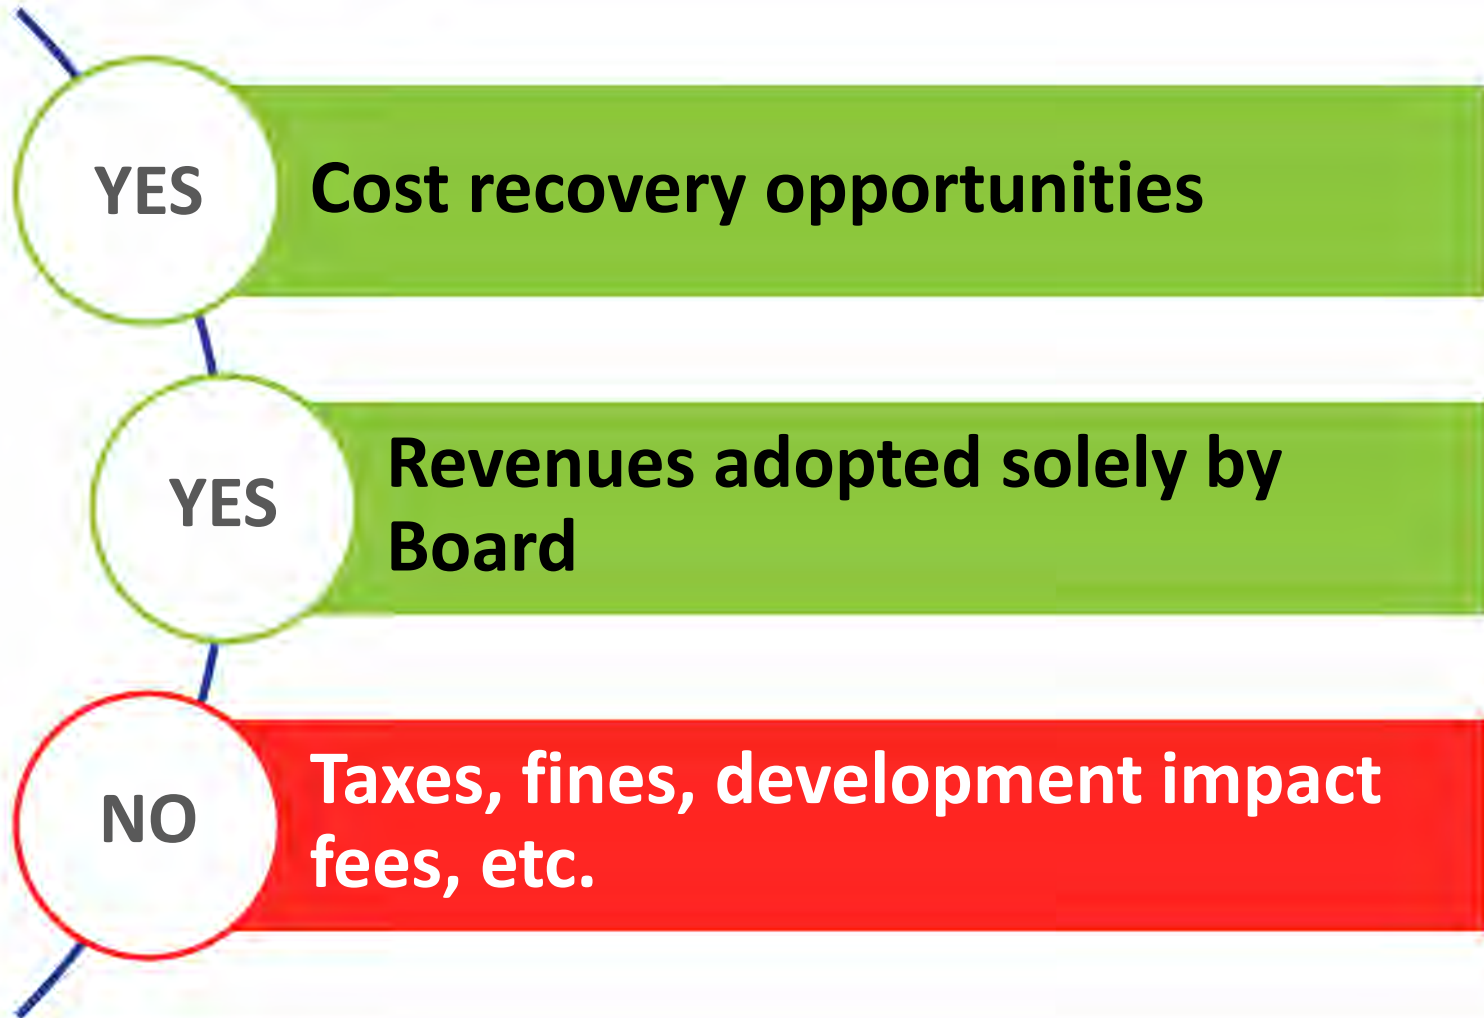 YES
Cost recovery opportunities
YES
Revenues adopted solely by
Board
NO
Taxes, fines, development impact
fees, etc.